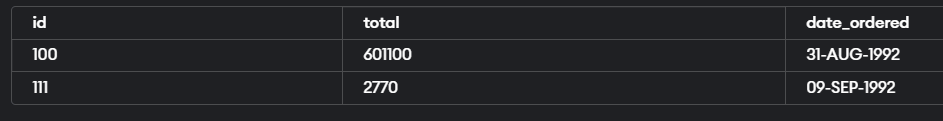 id total date_ordered
100 601100 31-AUG-1992
111 2770 09-SEP-1992